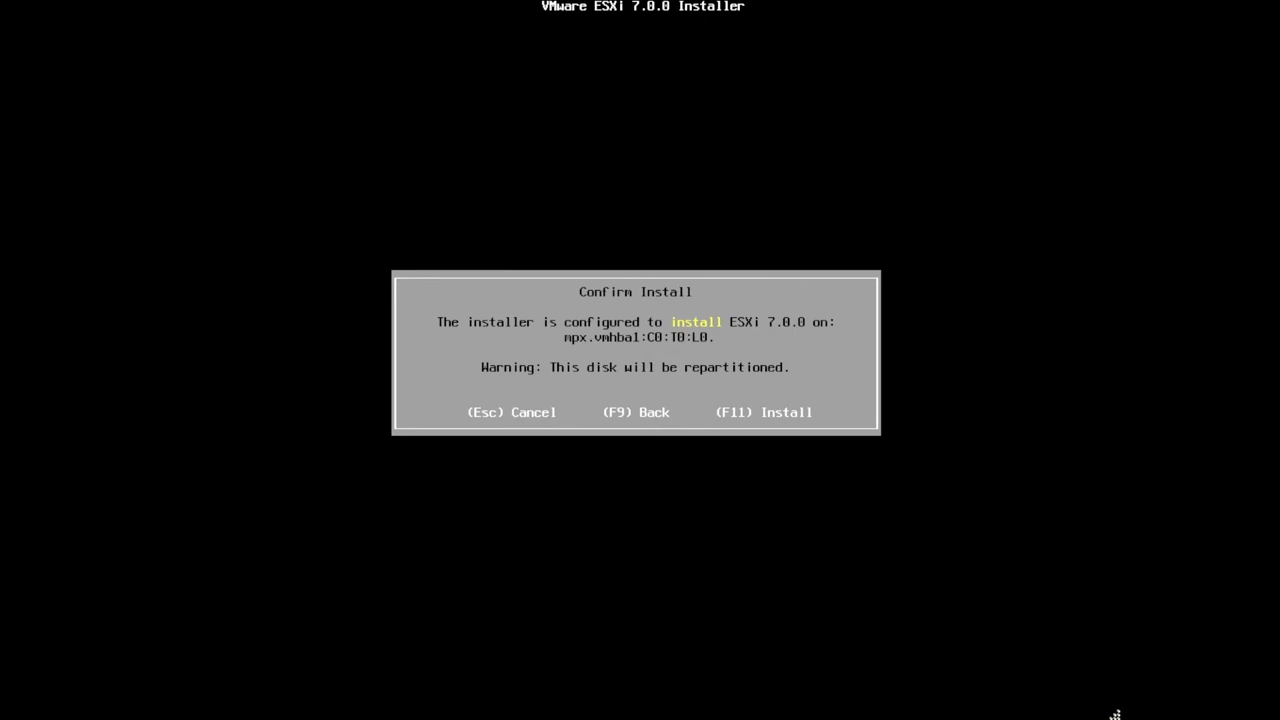 VMware ESXi 7.0.0 Installer
Confirm Install
The installer is configured to install ESXi 7.0.0 on:
mpx.vmhba1:C0:T0:L0.
Warning: This disk will be repartitioned.
(Esc) Cancel (F9) Back (F11) Install